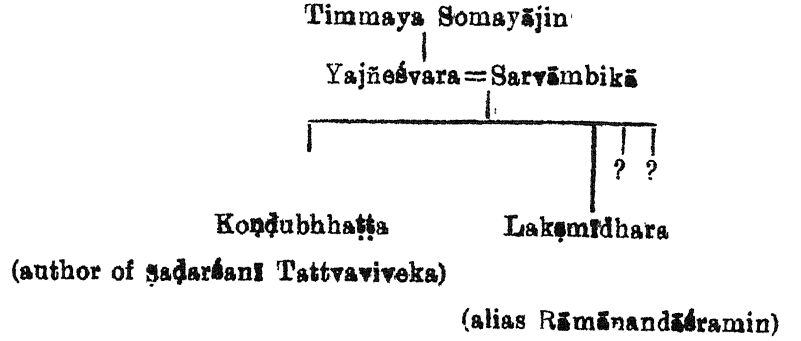 Timmaya Somayājin
Yajñeśvara=Sarvāmbikā
? ?
Koṇḍubhhaṭṭa Lakṣmīdhara
(author of ṣaḍarśanī Tattvaviveka)
(alias Rāmānandāśramin)